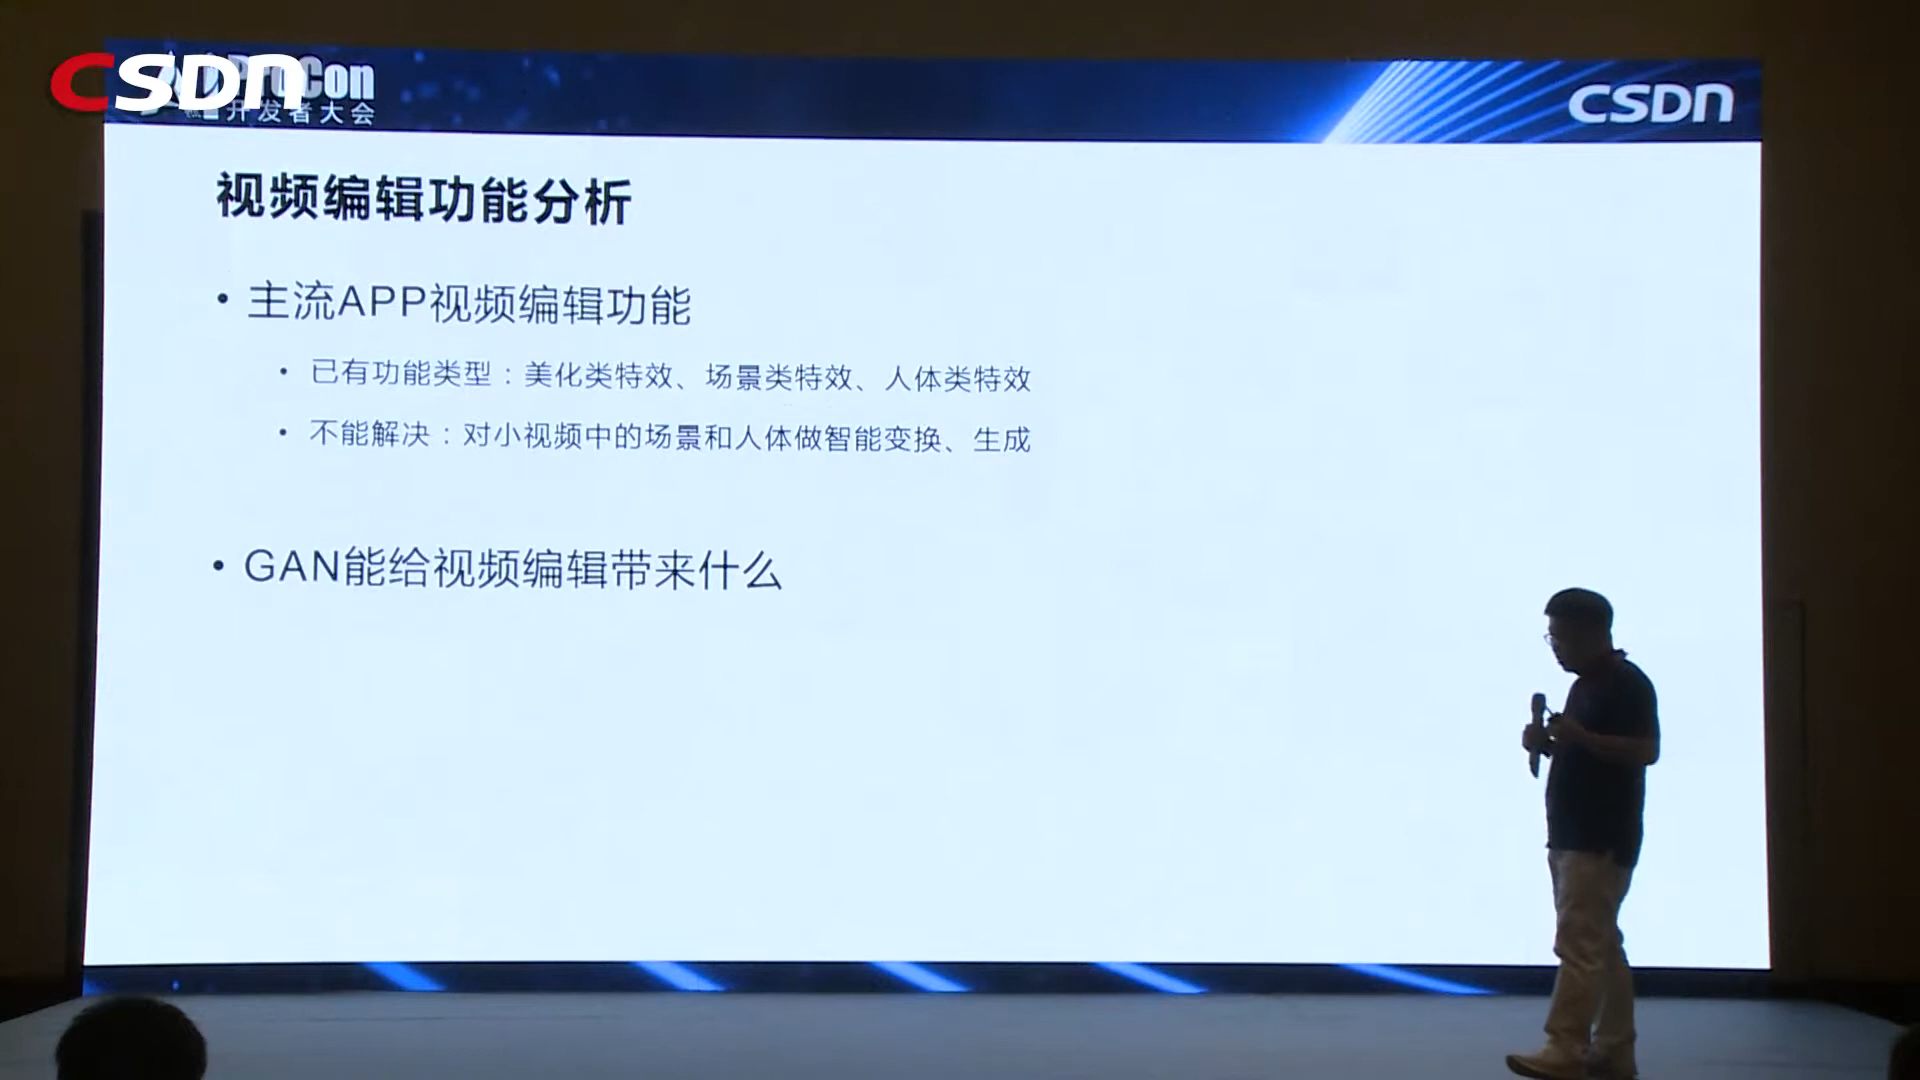 CSDN
ProCon
开发者大会
CSDN
视频编辑功能分析
• 主流APP视频编辑功能
• 已有功能类型：美化类特效、场景类特效、人体类特效
• 不能解决：对小视频中的场景和人体做智能变换、生成
• GAN能给视频编辑带来什么